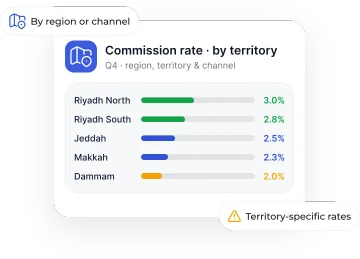 By region or channel
Commission rate · by territory
Q4 · region, territory & channel
Riyadh North 3.0%
Riyadh South 2.8%
Jeddah 2.5%
Makkah 2.3%
Dammam 2.0%
Territory-specific rates